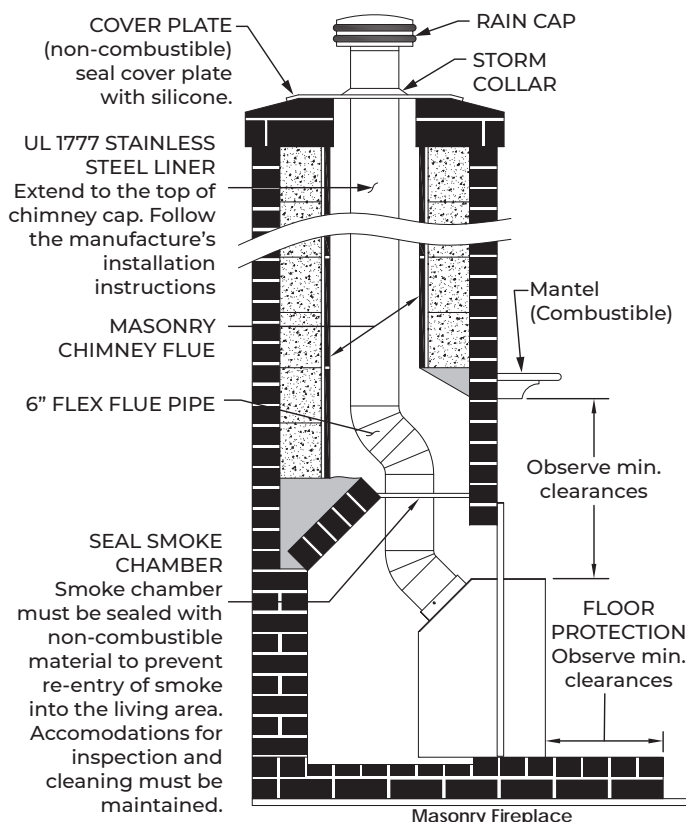 COVER PLATE
(non-combustible)
seal cover plate
with silicone.
RAIN CAP
STORM
COLLAR
UL 1777 STAINLESS
STEEL LINER
Extend to the top of
chimney cap. Follow
the manufacture’s
installation
instructions
MASONRY
CHIMNEY FLUE
Mantel
(Combustible)
6” FLEX FLUE PIPE
Observe min.
clearances
SEAL SMOKE
CHAMBER
Smoke chamber
must be sealed with
non-combustible
material to prevent
re-entry of smoke
into the living area.
Accomodations for
inspection and
cleaning must be
maintained.
FLOOR
PROTECTION
Observe min.
clearances
Masonry Fireplace